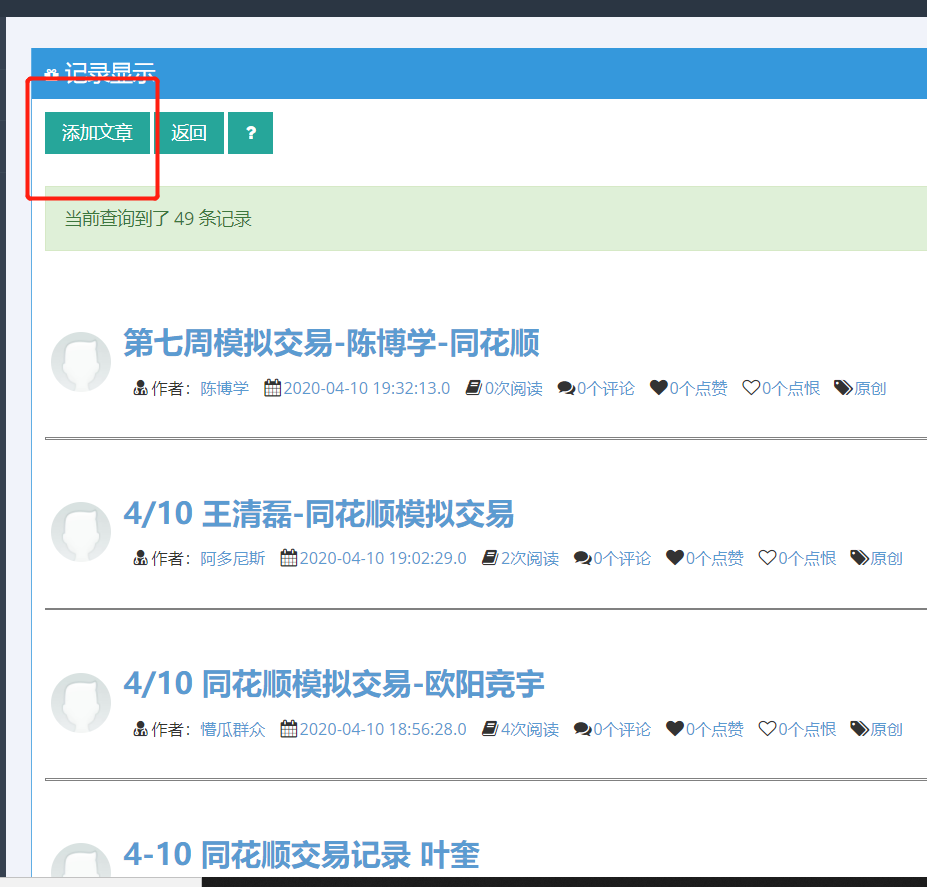 记录显示
添加文章 返回 ?
当前查询到了 49 条记录
第七周模拟交易-陈博学-同花顺
作者：陈博学 2020-04-10 19:32:13.0 0次阅读 0个评论 0个点赞 0个点恨 原创
4/10 王清磊-同花顺模拟交易
作者：阿多尼斯 2020-04-10 19:02:29.0 2次阅读 0个评论 0个点赞 0个点恨 原创
4/10 同花顺模拟交易-欧阳竞宇
作者：懵瓜群众 2020-04-10 18:56:28.0 4次阅读 0个评论 0个点赞 0个点恨 原创
4-10 同花顺交易记录 叶奎